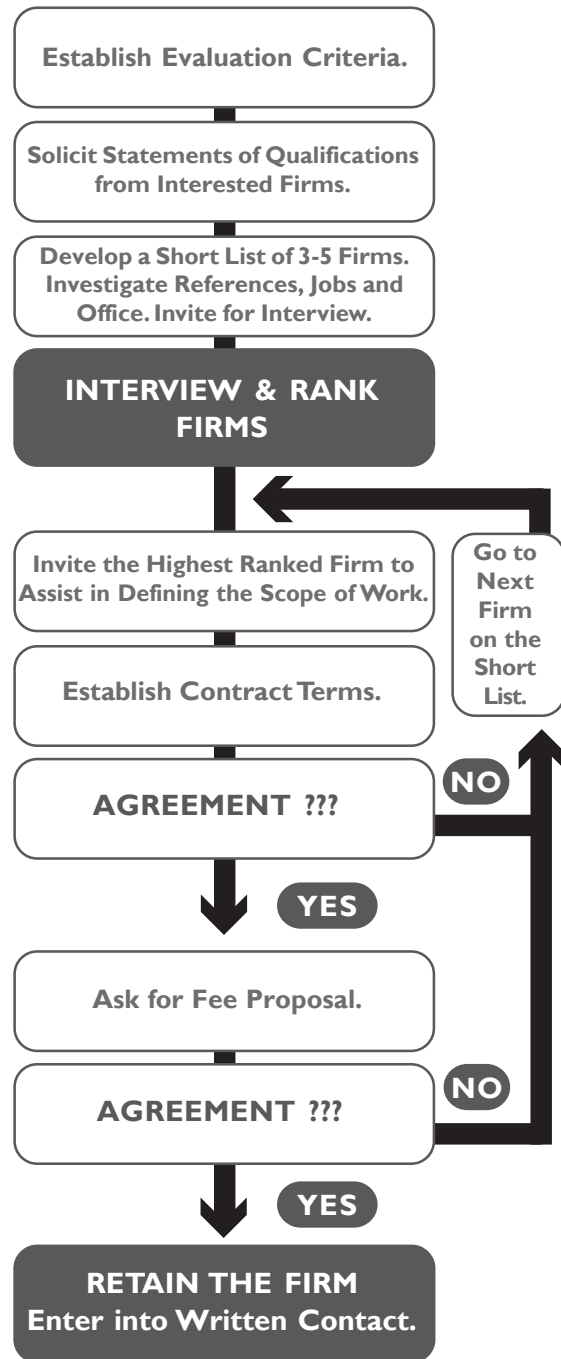 Establish Evaluation Criteria.
Solicit Statements of Qualifications
from Interested Firms.
Develop a Short List of 3-5 Firms.
Investigate References, Jobs and
Office. Invite for Interview.
INTERVIEW & RANK
FIRMS
Invite the Highest Ranked Firm to
Assist in Defining the Scope of Work.
Go to
Next
Firm
on the
Short
List.
Establish Contract Terms.
AGREEMENT ???
NO
YES
Ask for Fee Proposal.
AGREEMENT ???
NO
YES
RETAIN THE FIRM
Enter into Written Contact.